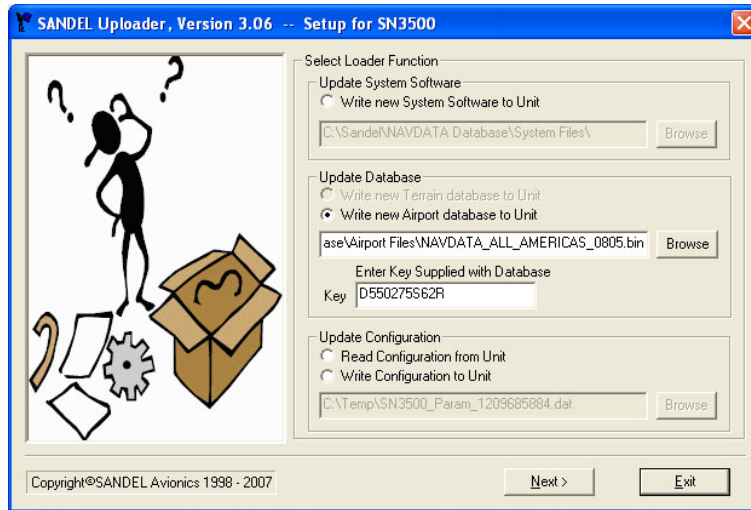 SANDEL Uploader, Version 3.06 -- Setup for SN3500
Select Loader Function
Update System Software
Write new System Software to Unit
C:\Sandel\NAVDATA Database\System Files\
Browse
Update Database
Write new Terrain database to Unit
Write new Airport database to Unit
ase\Airport Files\NAVDATA_ALL_AMERICAS_0805.bin
Browse
Enter Key Supplied with Database
Key D550275S62R
Update Configuration
Read Configuration from Unit
Write Configuration to Unit
C:\Temp\SN3500_Param_1209685884.dat
Browse
Copyright©SANDEL Avionics 1998 - 2007
Next >
Exit